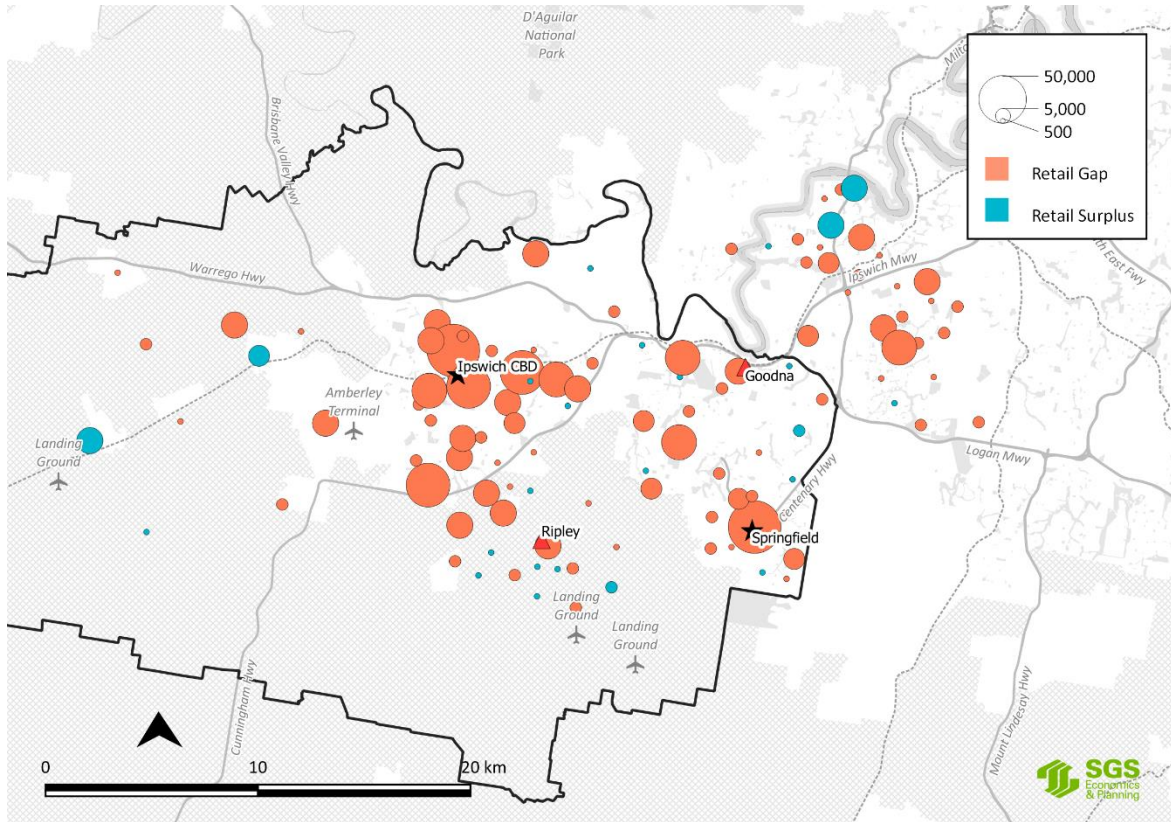 D'Aguilar
National
Park
50,000
5,000
500
Retail Gap
Retail Surplus
Brisbane Valley Hwy
Warrego Hwy
Ipswich Mwy
Ipswich CBD
Goodna
Amberley
Terminal
Landing
Ground
Logan Mwy
Centenary Hwy
Springfield
Ripley
Landing
Ground
Landing
Ground
Cunningham Hwy
Mount Lindesay Hwy
0
10
20 km
SGS
Economics
& Planning